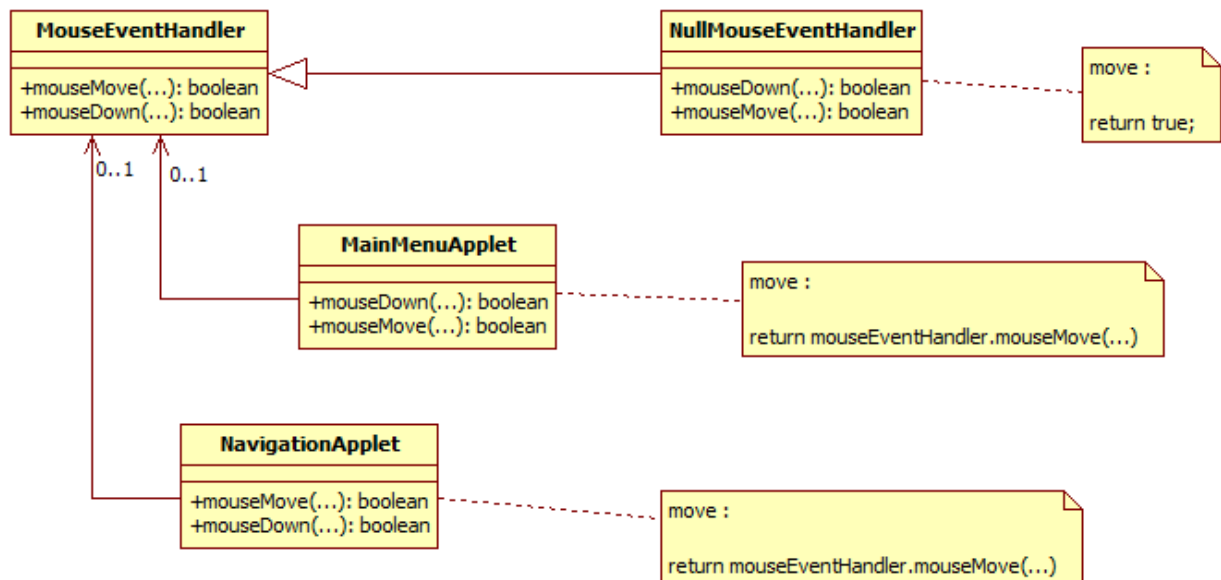 MouseEventHandler
+mouseMove(...): boolean
+mouseDown(...): boolean
NullMouseEventHandler
+mouseDown(...): boolean
+mouseMove(...): boolean
move :
return true;
0..1
0..1
MainMenuApplet
+mouseDown(...): boolean
+mouseMove(...): boolean
move :
return mouseEventHandler.mouseMove(...)
NavigationApplet
+mouseMove(...): boolean
+mouseDown(...): boolean
move :
return mouseEventHandler.mouseMove(...)